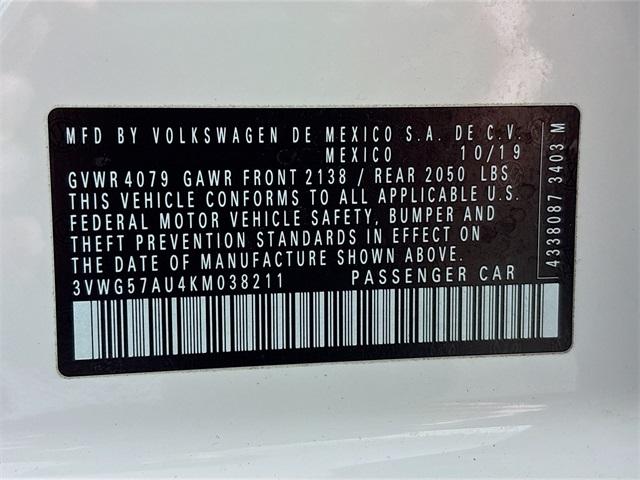 MFD BY VOLKSWAGEN DE MEXICO S.A. DE C.V.
MEXICO 10/19
GVWR 4079 GAWR FRONT 2138 / REAR 2050 LBS
THIS VEHICLE CONFORMS TO ALL APPLICABLE U.S.
FEDERAL MOTOR VEHICLE SAFETY, BUMPER AND
THEFT PREVENTION STANDARDS IN EFFECT ON
THE DATE OF MANUFACTURE SHOWN ABOVE.
3VWG57AU4KM038211 PASSENGER CAR
4338087 3403 M